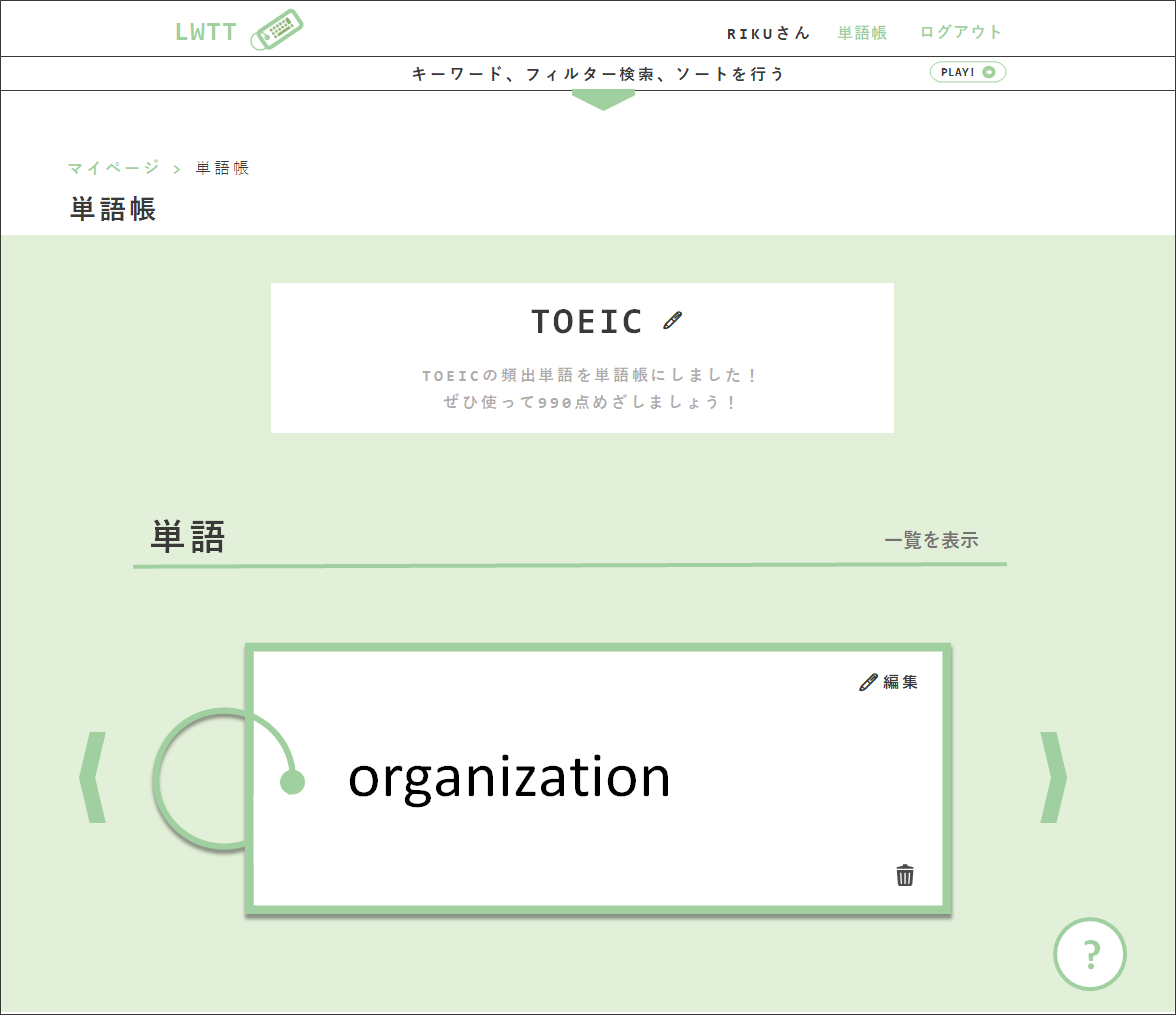 LWTT
RIKUさん 単語帳 ログアウト
キーワード、フィルター検索、ソートを行う
PLAY!
マイページ > 単語帳
単語帳
TOEIC
TOEICの頻出単語を単語帳にしました！
ぜひ使って990点めざしましょう！
単語
一覧を表示
編集
organization
?